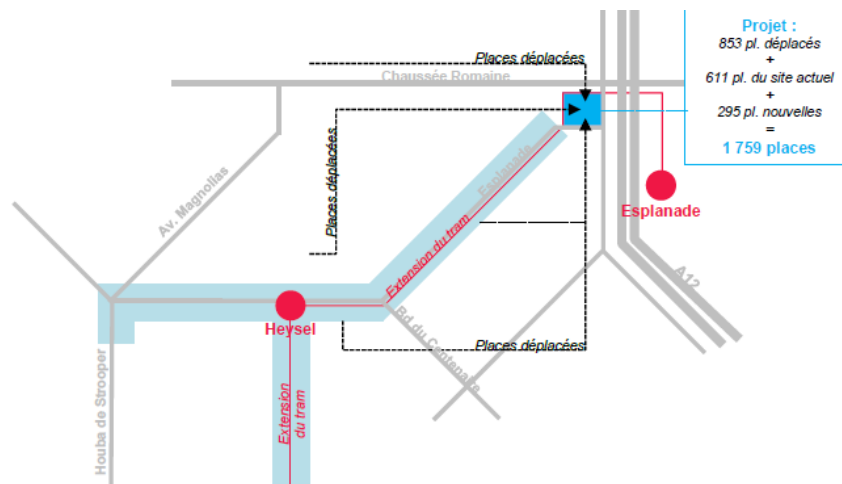 Projet :
853 pl. déplacés
+
611 pl. du site actuel
+
295 pl. nouvelles
=
1 759 places
Places déplacées
Chaussée Romaine
Av. Magnolias
Places déplacées
Esplanade
Esplanade
Extension du tram
A12
Heysel
Bd du Centenaire
Places déplacées
Houba de Strooper
Extension
du tram